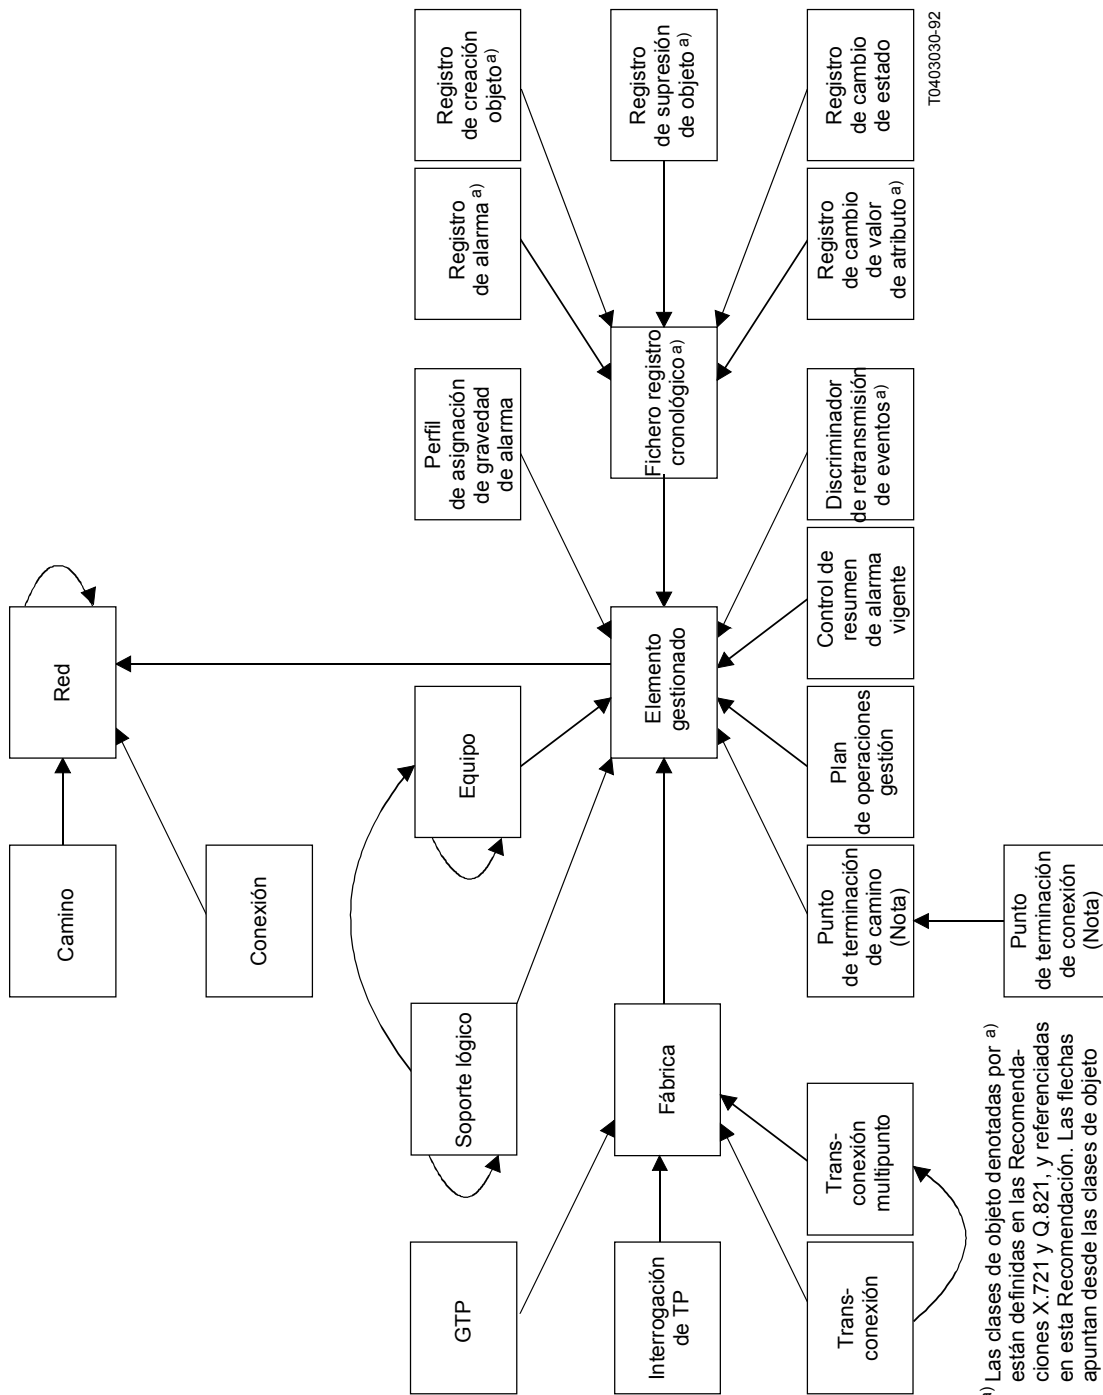 Camino
Red
Conexión
GTP
Soporte lógico
Equipo
Perfil
de asignación
de gravedad
de alarma
Registro
de alarma a)
Registro
de creación
objeto a)
Interrogación
de TP
Fábrica
Elemento
gestionado
Fichero registro
cronológico a)
Registro
de supresión
de objeto a)
Trans-
conexión
Trans-
conexión
multipunto
Punto
de terminación
de camino
(Nota)
Plan
de operaciones
gestión
Control de
resumen
de alarma
vigente
Discriminador
de retransmisión
de eventos a)
Registro
de cambio
de valor
de atributo a)
Registro
de cambio
de estado
T0403030-92
Punto
de terminación
de conexión
(Nota)
a) Las clases de objeto denotadas por a)
están definidas en las Recomenda-
ciones X.721 y Q.821, y referenciadas
en esta Recomendación. Las flechas
apuntan desde las clases de objeto